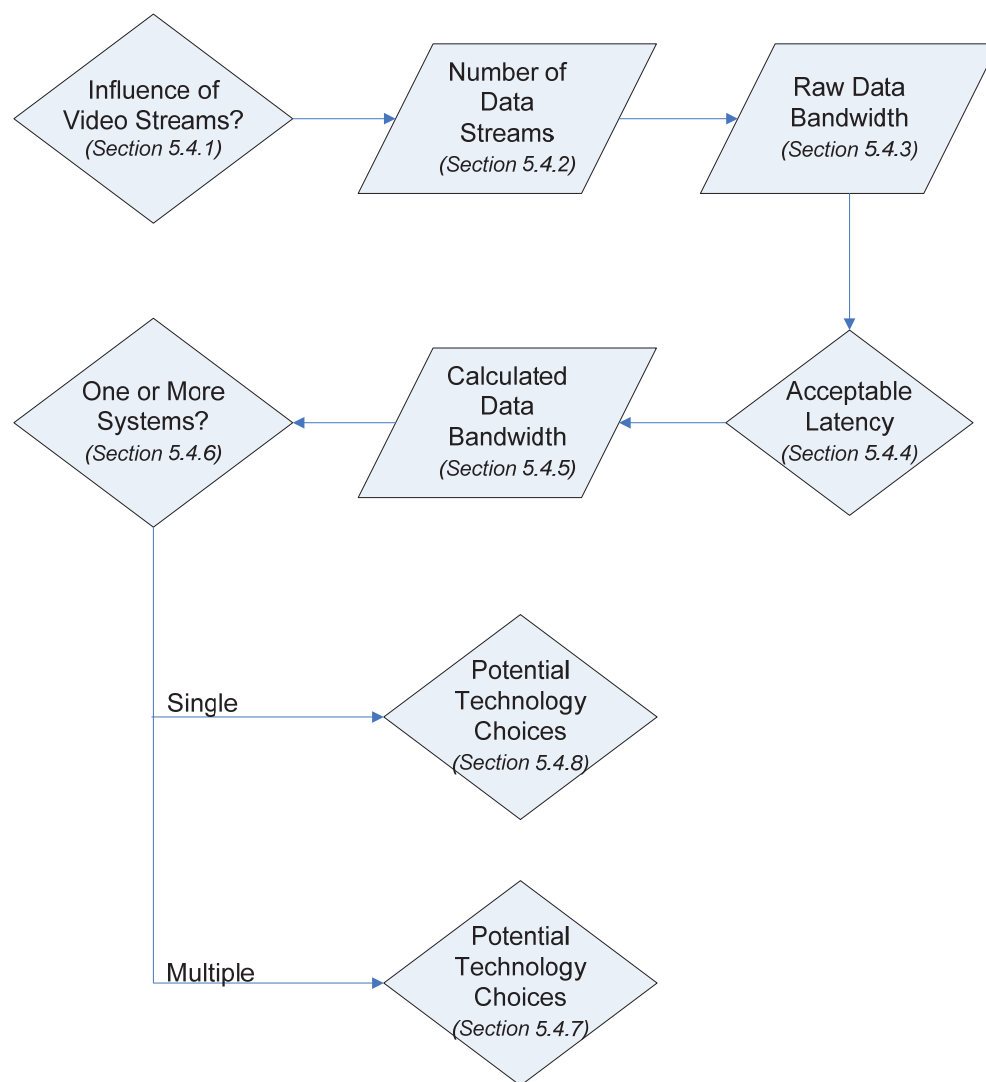 Influence of
Video Streams?
(Section 5.4.1)
Number of
Data
Streams
(Section 5.4.2)
Raw Data
Bandwidth
(Section 5.4.3)
Acceptable
Latency
(Section 5.4.4)
Calculated
Data
Bandwidth
(Section 5.4.5)
One or More
Systems?
(Section 5.4.6)
Single
Potential
Technology
Choices
(Section 5.4.8)
Multiple
Potential
Technology
Choices
(Section 5.4.7)